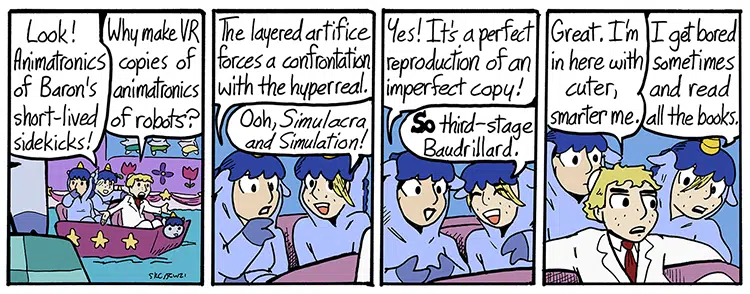 Look!
Animatronics
of Baron's
short-lived
sidekicks!
Why make VR
copies of
animatronics
of robots?
The layered artifice
forces a confrontation
with the hyperreal.
Ooh, Simulacra
and Simulation!
Yes! It's a perfect
reproduction of an
imperfect copy!
So third-stage
Baudrillard.
Great. I'm
in here with
cuter,
smarter me.
I get bored
sometimes
and read
all the books.